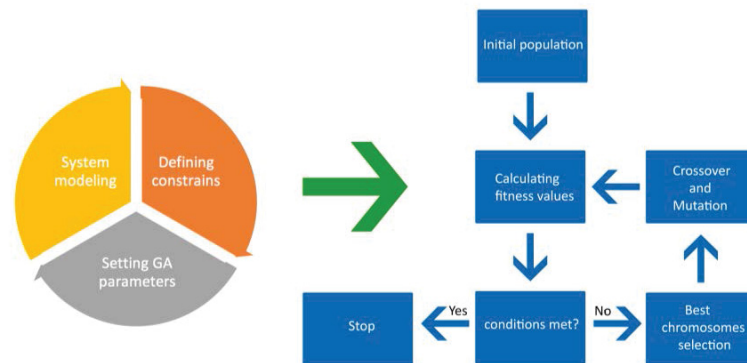 Initial population
System
modeling
Defining
constrains
Setting GA
parameters
Calculating
fitness values
Crossover
and
Mutation
Stop
Yes
conditions met?
No
Best
chromosomes
selection